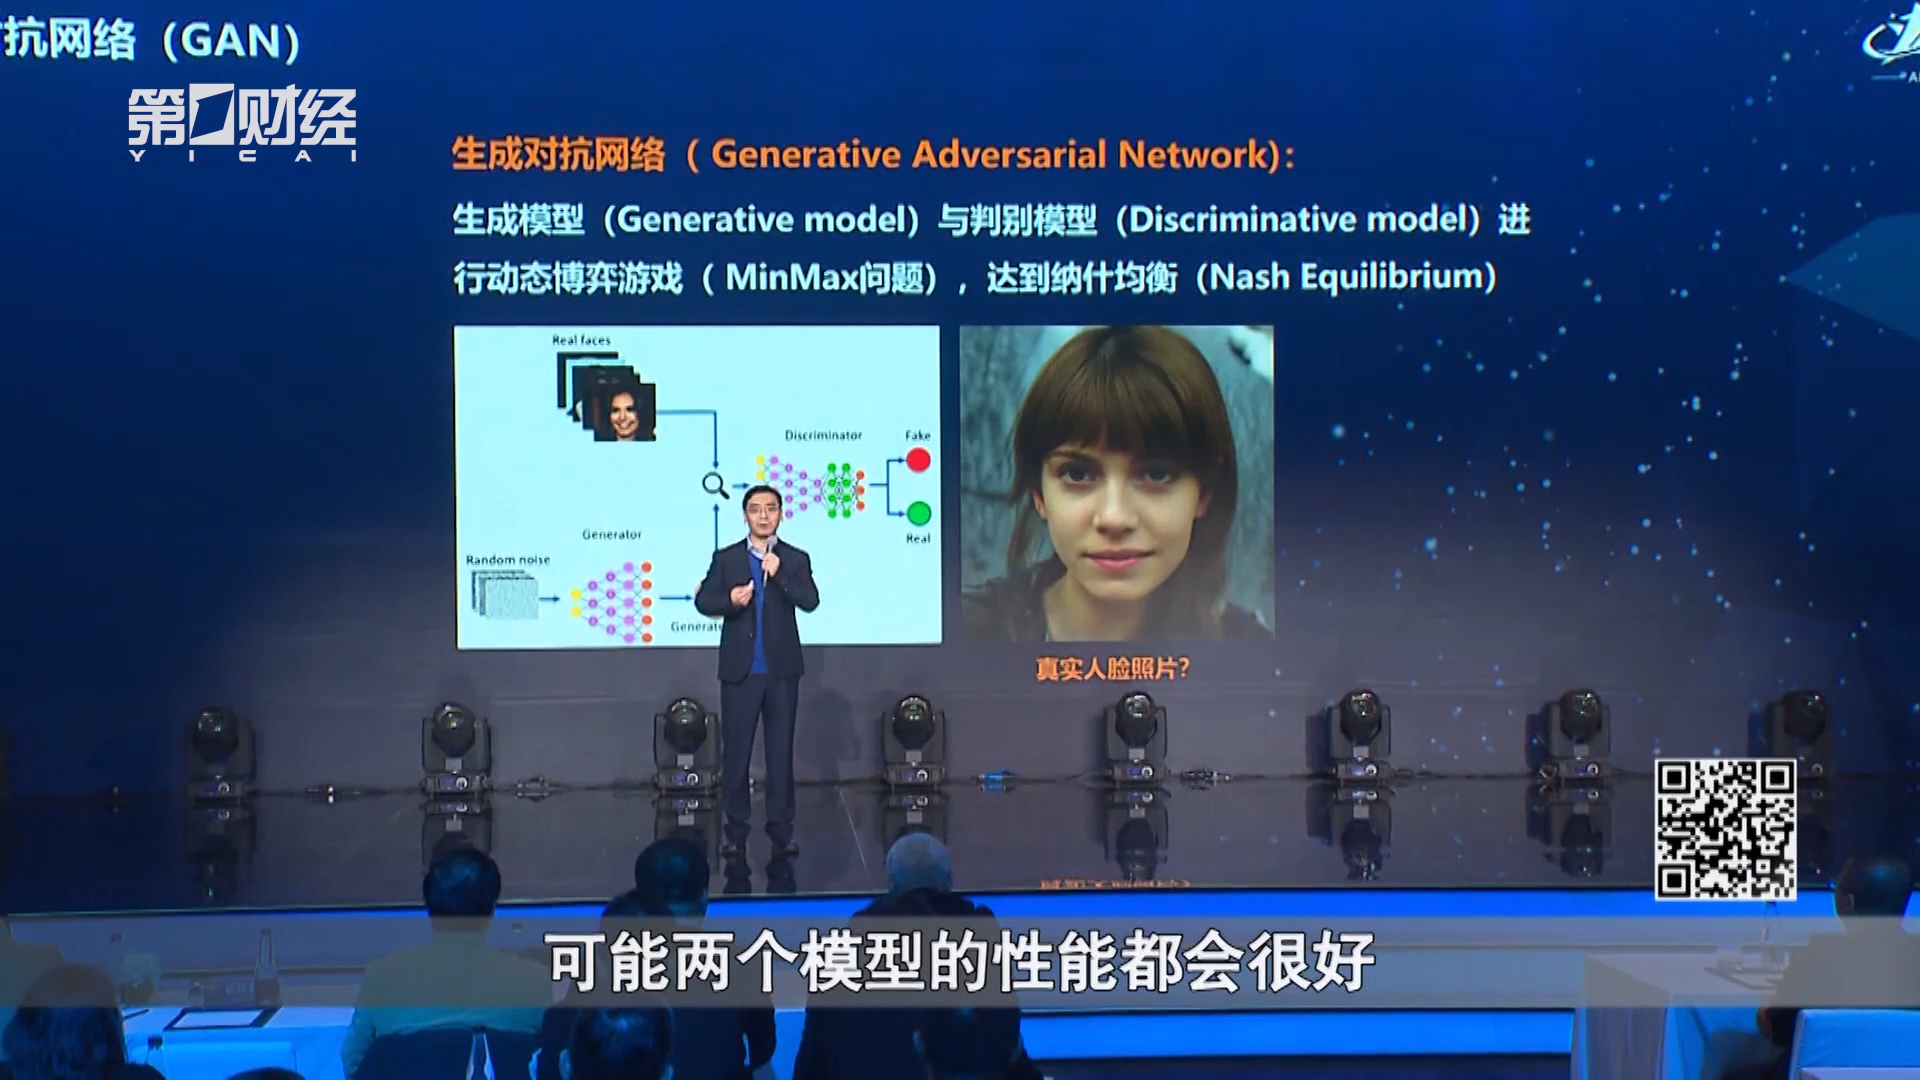 抗网络（GAN）
第一财经
YICAI
生成对抗网络（ Generative Adversarial Network）：
生成模型（Generative model）与判别模型（Discriminative model）进
行动态博弈游戏（ MinMax问题），达到纳什均衡（Nash Equilibrium）
Real faces
Discriminator
Fake
Real
Generator
Random noise
真实人脸照片？
可能两个模型的性能都会很好